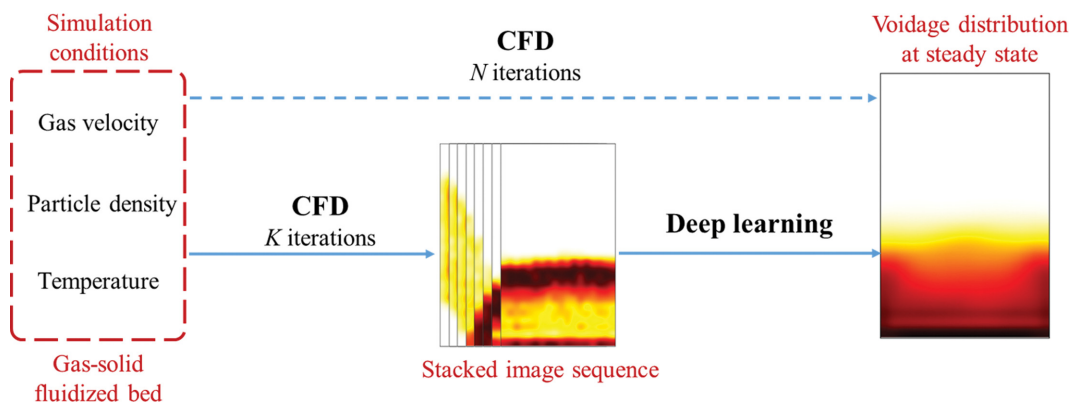 Simulation
conditions
Gas velocity
Particle density
Temperature
Gas-solid
fluidized bed
CFD
N iterations
CFD
K iterations
Stacked image sequence
Deep learning
Voidage distribution
at steady state